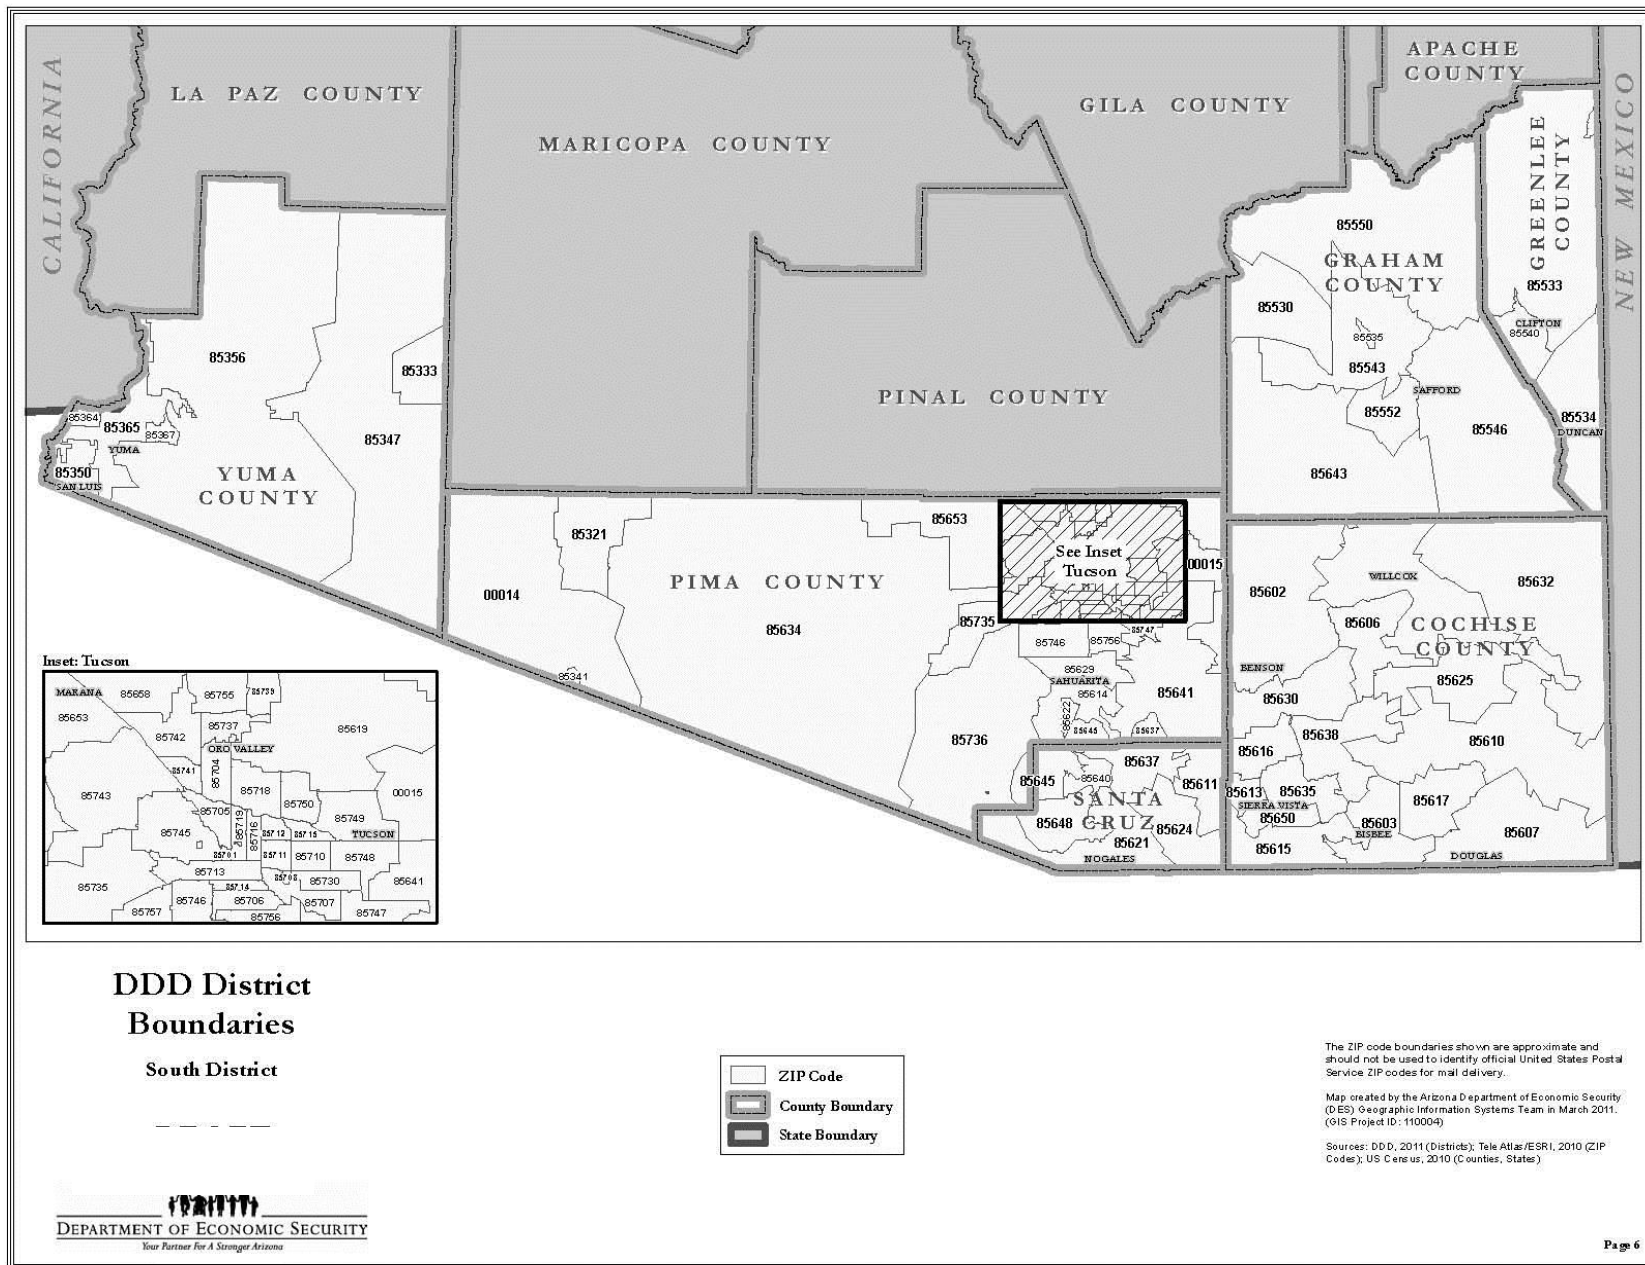 CALIFORNIA
LA PAZ COUNTY
MARICOPA COUNTY
GILA COUNTY
APACHE
COUNTY
GREENLEE
COUNTY
NEW MEXICO
85550
GRAHAM
COUNTY
85530
85533
CLIFTON
85540
85535
85543
SAFFORD
85552
85546
85534
DUNCAN
85643
85356
85333
PINAL COUNTY
85364
85365
85367
YUMA
85347
85350
SAN LUIS
YUMA
COUNTY
85321
85653
See Inset
Tucson
00015
00014
PIMA COUNTY
85634
85735
85341
85746
85756
85747
85629
SAHUARITA
85614
85641
85622
85645
85637
85736
85602
WILLCOX
85632
85606
COCHISE
COUNTY
BENSON
85625
85630
85638
85616
85610
85645
85640
85637
85611
SANTA
CRUZ
85648
85624
85621
NOGALES
85613
85635
SIERRA VISTA
85650
85603
BISBEE
85617
85607
85615
DOUGLAS
Inset: Tucson
MARANA
85658
85755
85739
85653
85737
85619
85742
ORO VALLEY
85741
85704
85743
85718
85750
00015
85705
85719
85716
85749
85745
85712
85715
TUCSON
85701
85711
85710
85748
85713
85708
85730
85641
85735
85714
85746
85706
85707
85757
85756
85747
DDD District
Boundaries
South District
ZIP Code
County Boundary
State Boundary
The ZIP code boundaries shown are approximate and
should not be used to identify official United States Postal
Service ZIP codes for mail delivery.
Map created by the Arizona Department of Economic Security
(DES) Geographic Information Systems Team in March 2011.
(GIS Project ID: 110004)
Sources: DDD, 2011 (Districts); Tele Atlas/ESRI, 2010 (ZIP
Codes); US Census, 2010 (Counties, States)
DEPARTMENT OF ECONOMIC SECURITY
Your Partner For A Stronger Arizona
Page 6